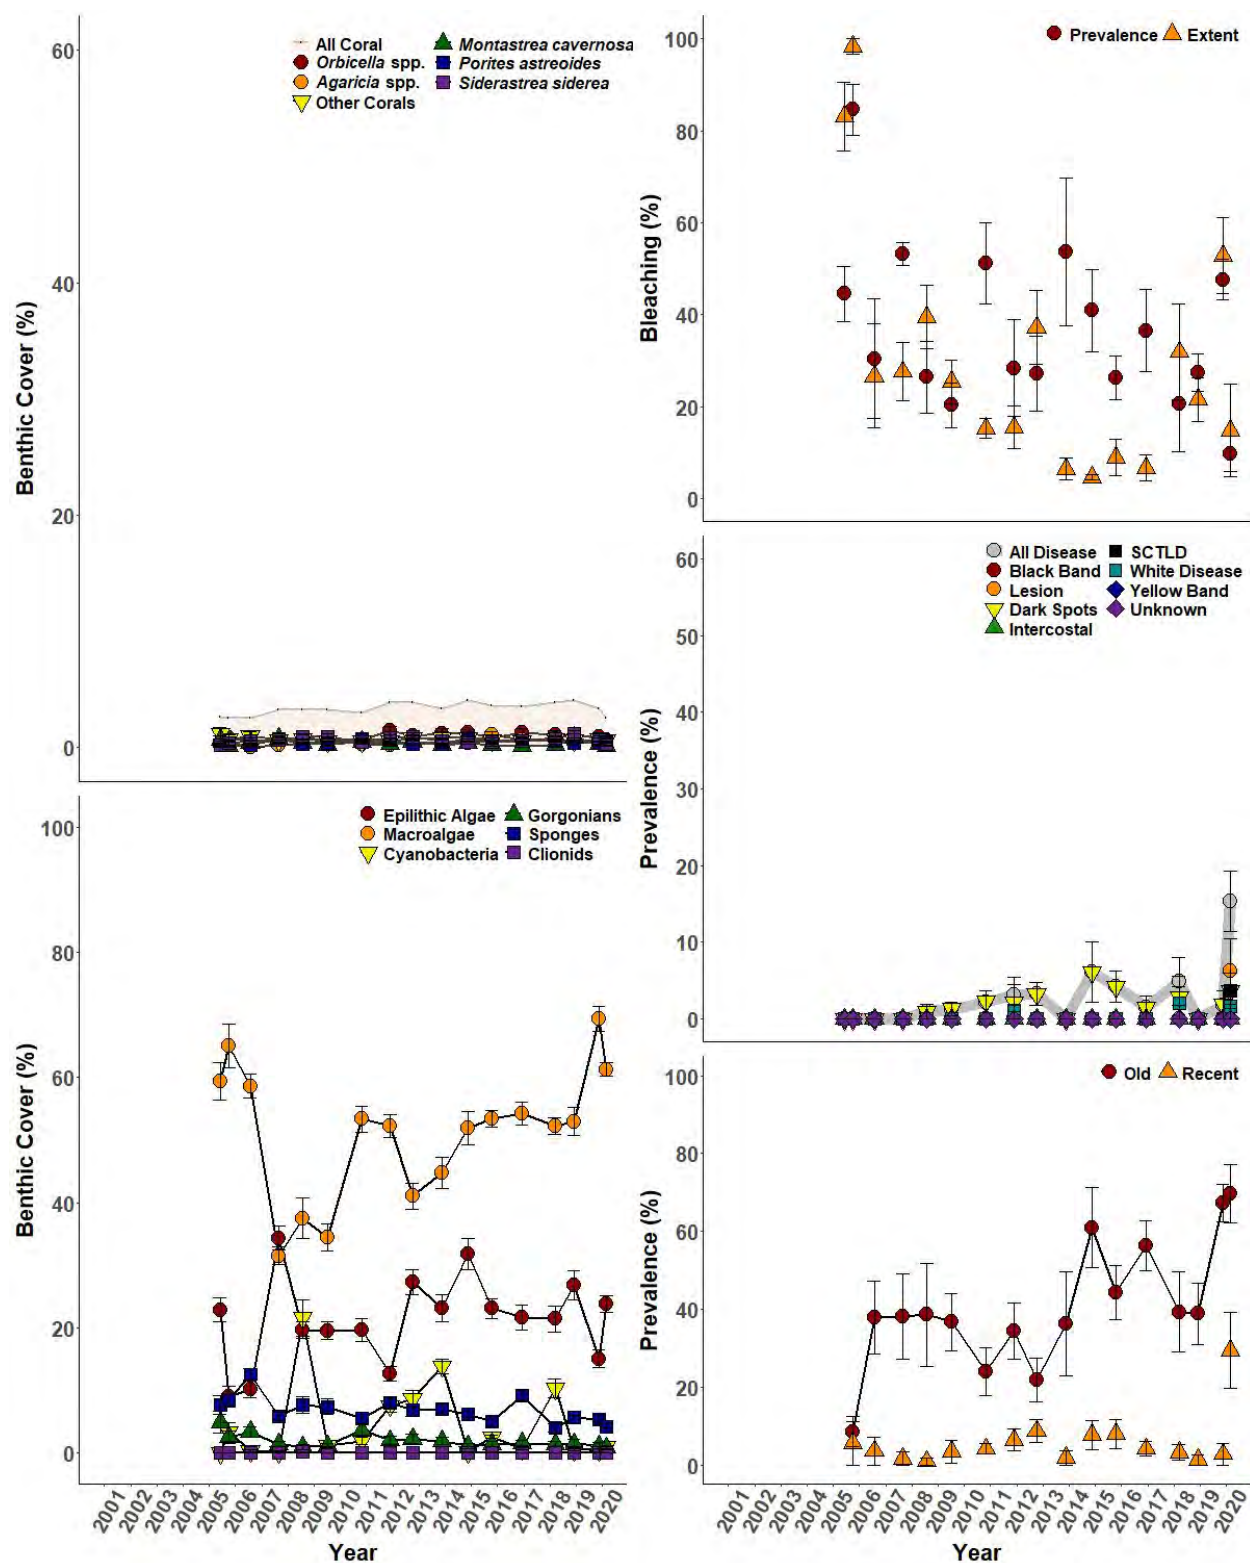 All Coral
Orbicella spp.
Agaricia spp.
Other Corals
Montastrea cavernosa
Porites astreoides
Siderastrea siderea
Benthic Cover (%)
60
40
20
0
Prevalence Extent
Bleaching (%)
100
80
60
40
20
0
All Disease
Black Band
Lesion
Dark Spots
Intercostal
SCTLD
White Disease
Yellow Band
Unknown
Prevalence (%)
60
50
40
30
20
10
0
Epilithic Algae
Macroalgae
Cyanobacteria
Gorgonians
Sponges
Clionids
Benthic Cover (%)
100
80
60
40
20
0
2001 2002 2003 2004 2005 2006 2007 2008 2009 2010 2011 2012 2013 2014 2015 2016 2017 2018 2019 2020
Year
Old Recent
Prevalence (%)
100
80
60
40
20
0
2001 2002 2003 2004 2005 2006 2007 2008 2009 2010 2011 2012 2013 2014 2015 2016 2017 2018 2019 2020
Year